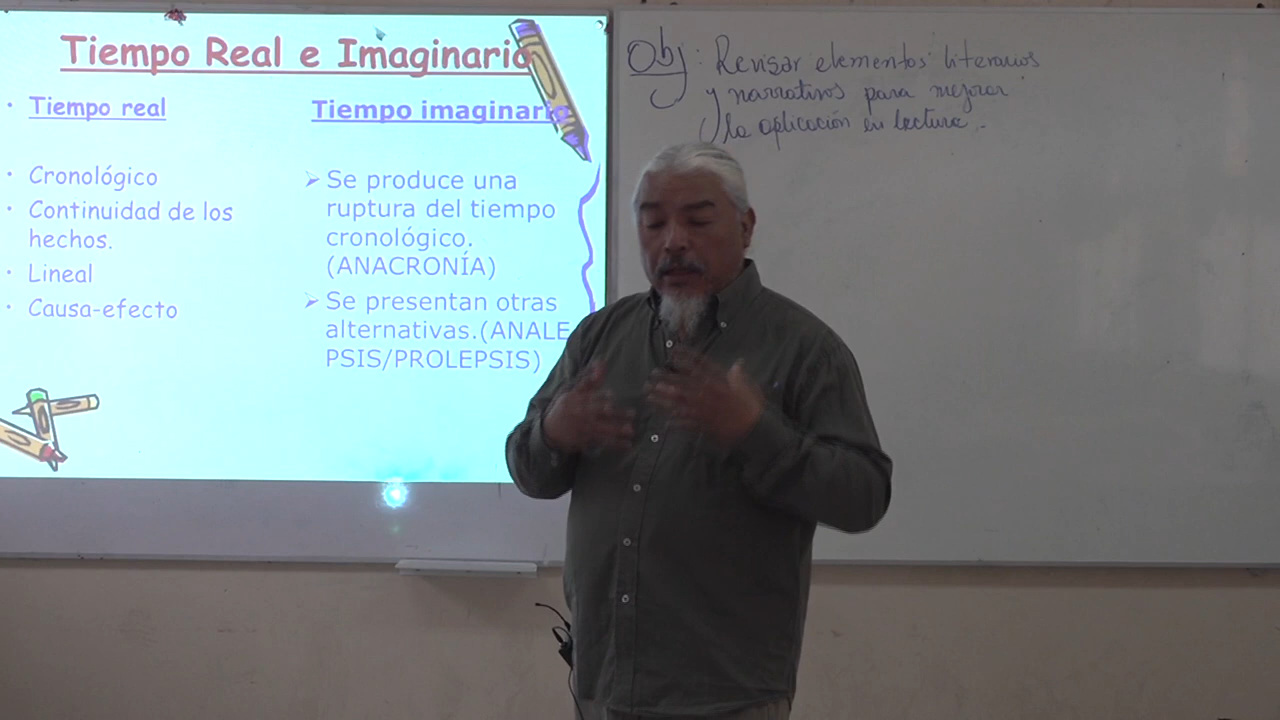 Tiempo Real e Imaginario
• Tiempo real
• Cronológico
• Continuidad de los
hechos.
• Lineal
• Causa-efecto
Tiempo imaginario
➢ Se produce una
ruptura del tiempo
cronológico.
(ANACRONÍA)
➢ Se presentan otras
alternativas.(ANALE
PSIS/PROLEPSIS)
Obj: Revisar elementos literarios
y narrativos para mejorar
la aplicación en lectura.